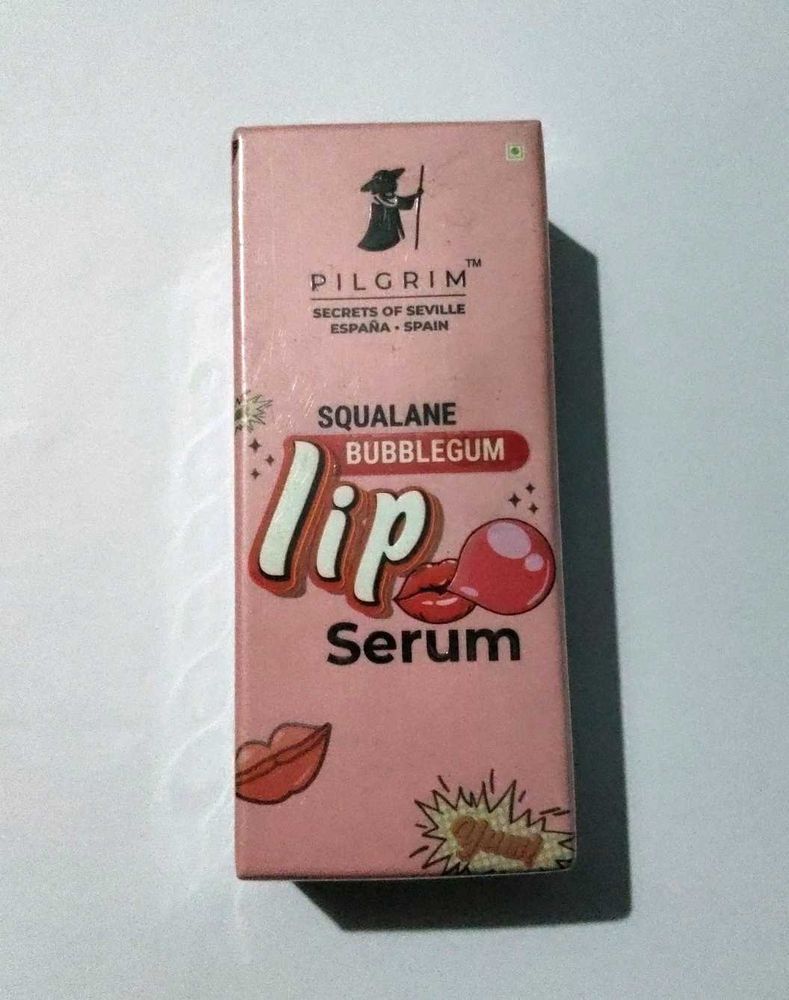 PILGRIM™
SECRETS OF SEVILLE
ESPAÑA • SPAIN
SQUALANE
BUBBLEGUM
lip
Serum
Yum!